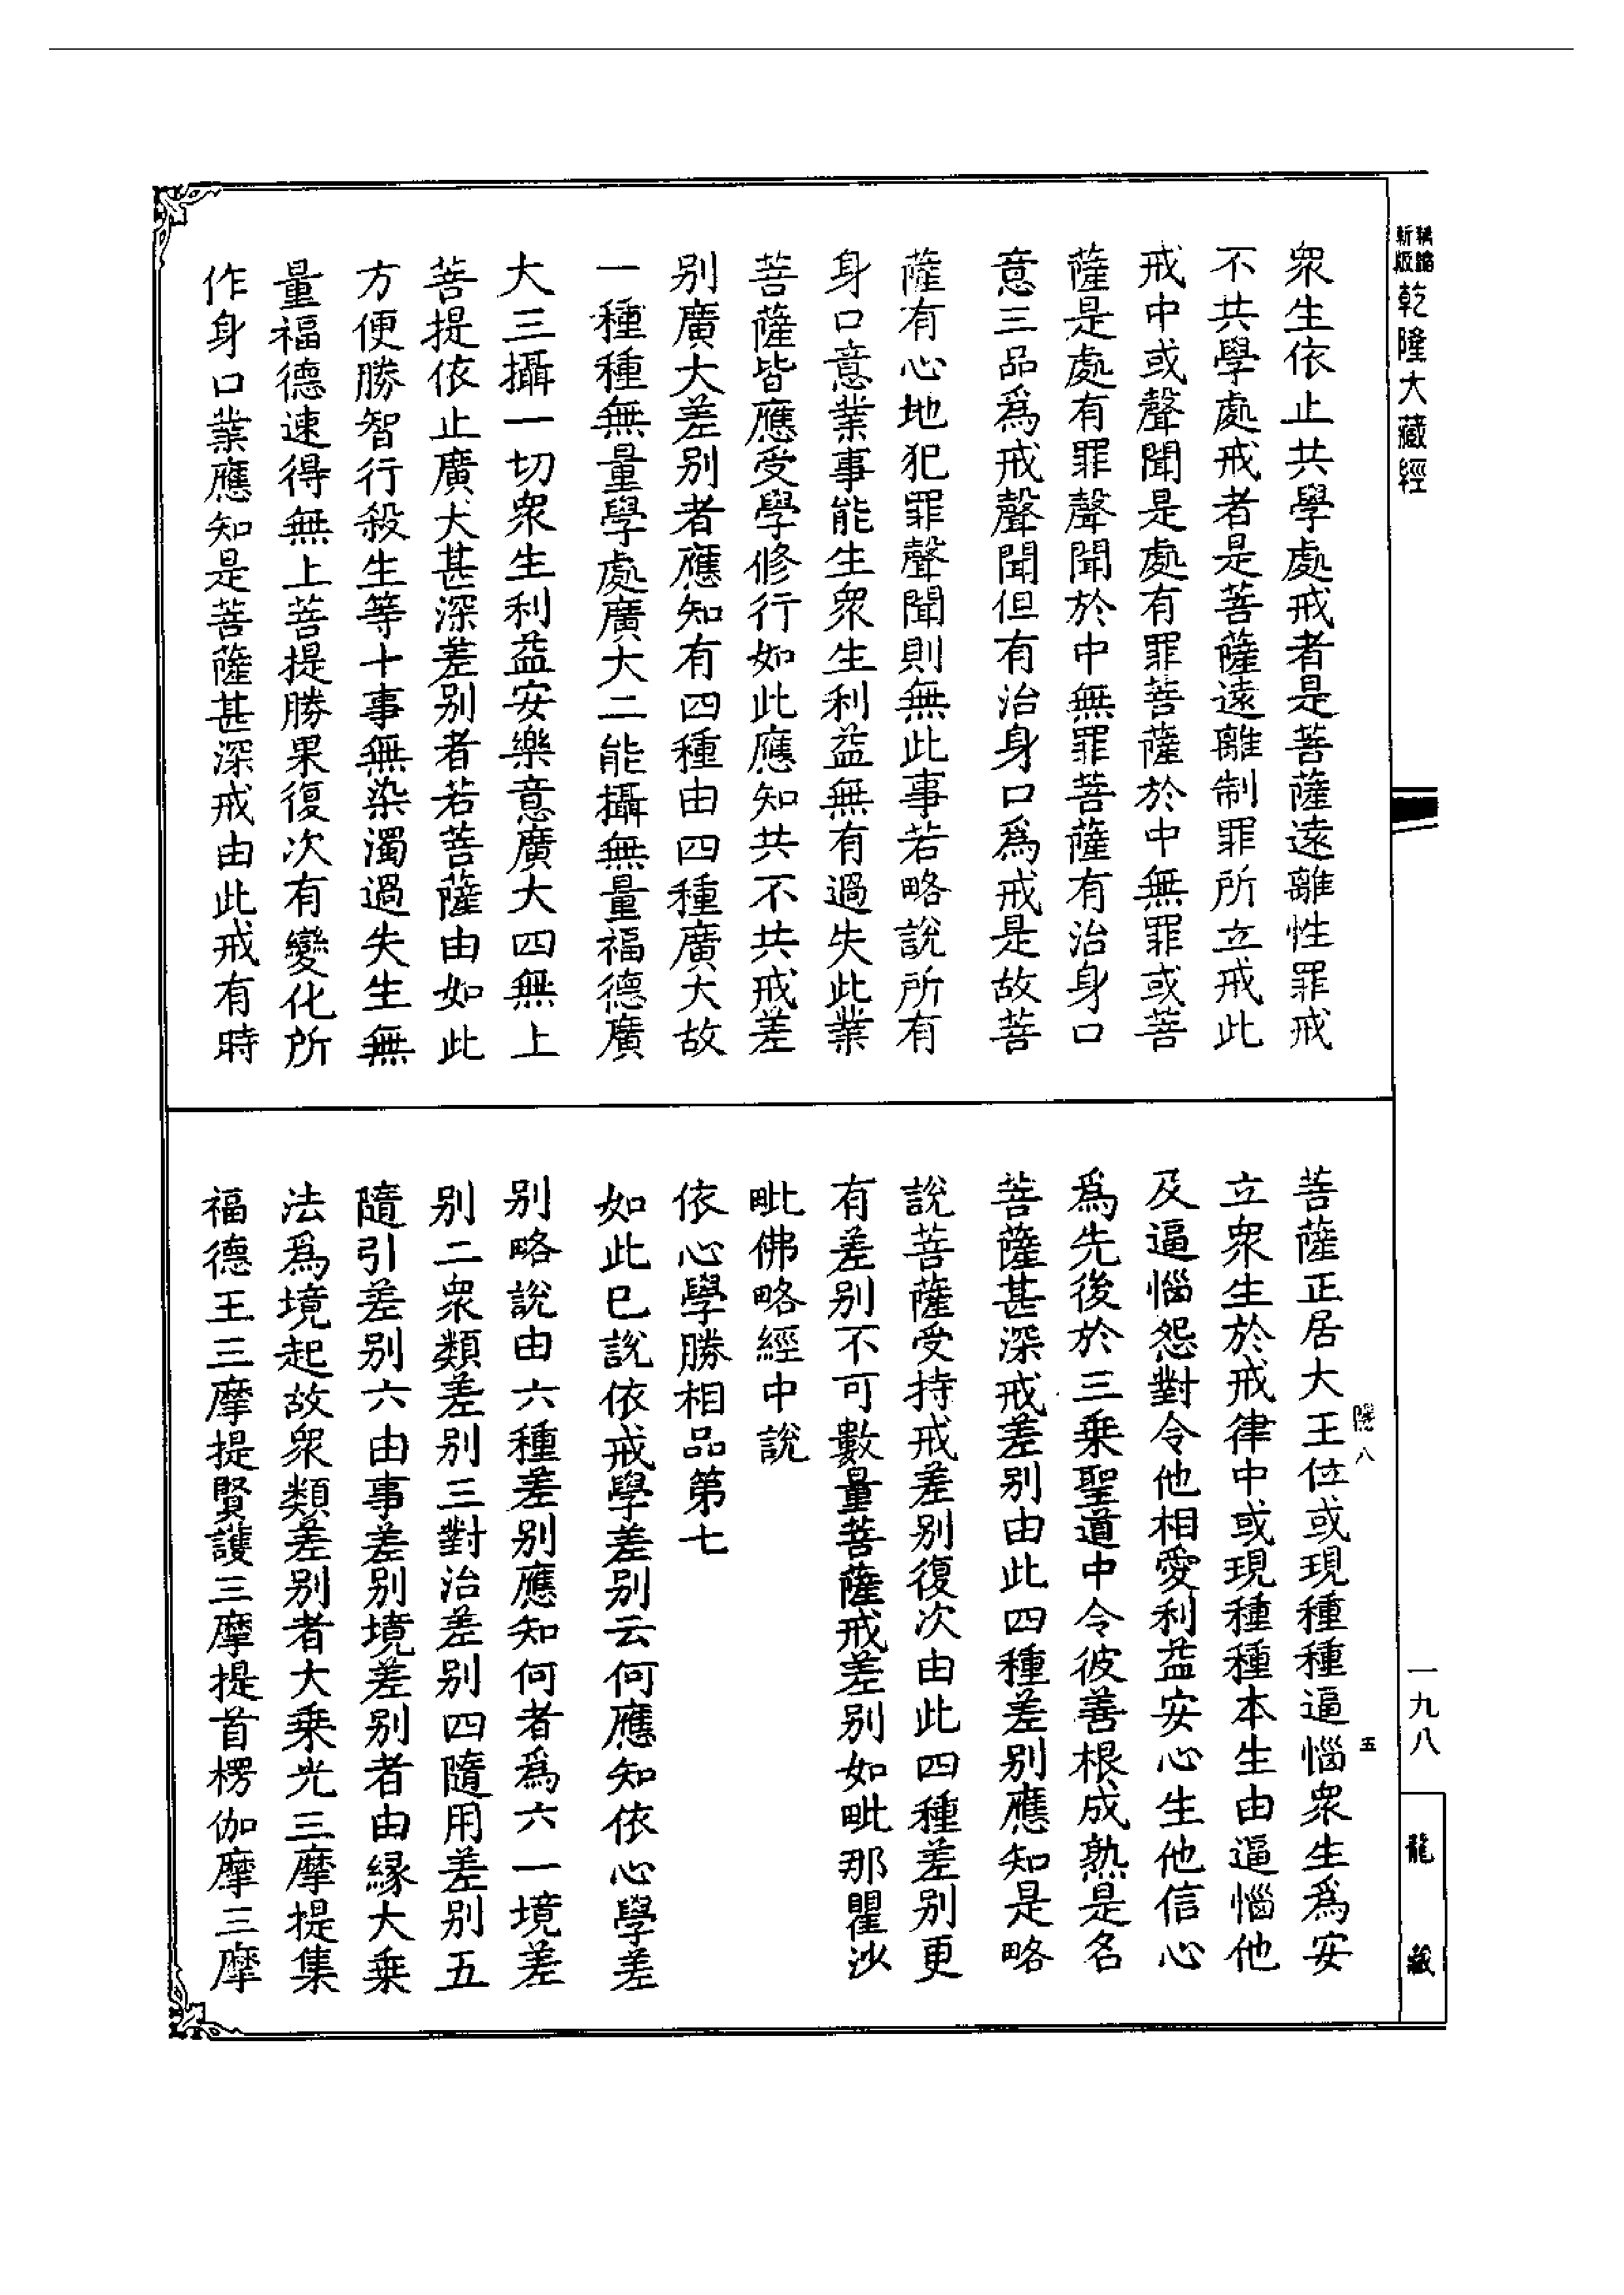 乾隆大藏經
眾生依止共學處戒者是菩薩遠離性罪戒
不共學處戒者是菩薩遠離制罪所立戒此
戒中或聲聞是處有罪菩薩於中無罪或菩
薩是處有罪聲聞於中無罪菩薩有治身口
意三品為戒聲聞但有治身口為戒是故菩
薩有心地犯罪聲聞則無此事若略說所有
身口意業事能生眾生利益無有過失此業
菩薩皆應受學修行如此應知共不共戒差
別廣大差別者應知有四種由四種廣大故
一種種無量學處廣大二能攝無量福德廣
大三攝一切眾生利益安樂意廣大四無上
菩提依止廣大甚深差別者若菩薩由如此
方便勝智行殺生等十事無染濁過失生無
量福德速得無上菩提勝果復次有變化所
作身口業應知是菩薩甚深戒由此戒有時
菩薩正居大王位或現種種逼惱眾生為安
立眾生於戒律中或現種種本生由逼惱他
及逼惱怨對令他相愛利益安心生他信心
為先後於三乘聖道中令彼善根成熟是名
菩薩甚深戒差別由此四種差別應知是略
說菩薩受持戒差別復次由此四種差別更
有差別不可數量菩薩戒差別如毗那瞿沙
毗佛略經中說
依心學勝相品第七
如此已說依戒學差別云何應知依心學差
別略說由六種差別應知何者為六一境差
別二眾類差別三對治差別四隨用差別五
隨引差別六由事差別境差別者由緣大乘
法為境起故眾類差別者大乘光三摩提集
福德王三摩提賢護三摩提首楞伽摩三摩
八
五
一九八
龍藏